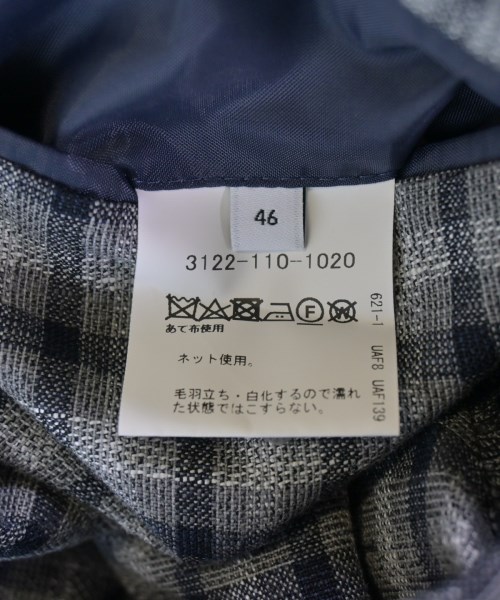 46
3122-110-1020
F W
あて布使用
ネット使用。
毛羽立ち・白化するので濡れ
た状態ではこすらない。
621-1 UAF8 UAF139